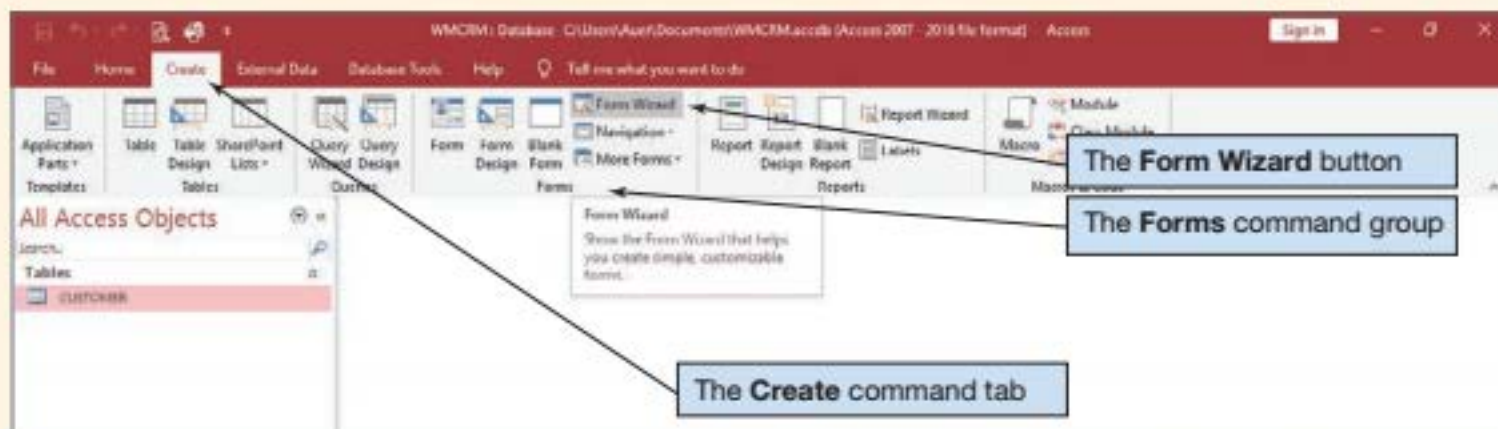 WMCRM : Database- C:\Users\Auer\Documents\WMCRM.accdb (Access 2007 - 2016 file format) Access Sign in
File Home Create External Data Database Tools Help Tell me what you want to do
Application Parts Table Table Design SharePoint Lists Query Wizard Query Design Form Form Design Blank Form Form Wizard Navigation More Forms Report Report Design Blank Report Report Wizard Labels Macro Module
Templates Tables Queries Forms Reports
The Form Wizard button
The Forms command group
All Access Objects
Search...
Tables
CUSTOMER
Form Wizard
Show the Form Wizard that helps
you create simple, customizable
forms.
The Create command tab